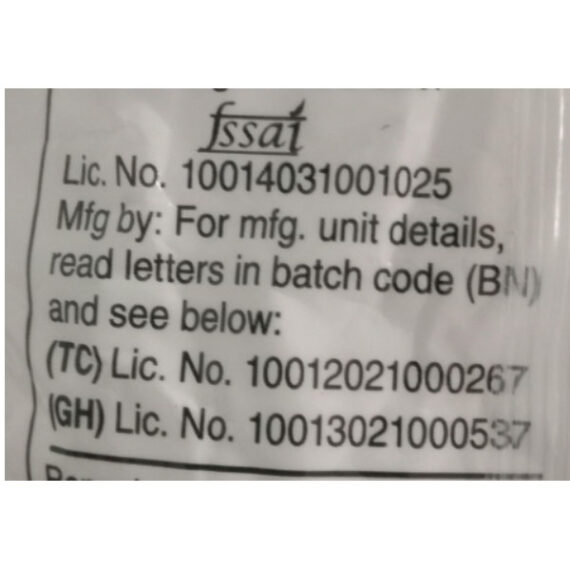 fssai
Lic. No. 10014031001025
Mfg by: For mfg. unit details,
read letters in batch code (BN)
and see below:
(TC) Lic. No. 10012021000267
(GH) Lic. No. 10013021000537